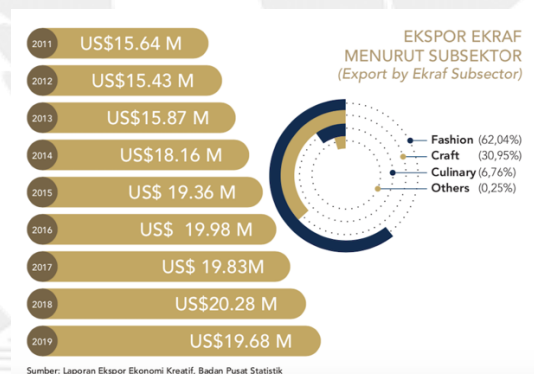 2011 US$15.64 M
2012 US$15.43 M
2013 US$15.87 M
2014 US$18.16 M
2015 US$ 19.36 M
2016 US$ 19.98 M
2017 US$ 19.83M
2018 US$20.28 M
2019 US$19.68 M
EKSPOR EKRAF
MENURUT SUBSEKTOR
(Export by Ekraf Subsector)
Fashion (62,04%)
Craft (30,95%)
Culinary (6,76%)
Others (0,25%)
Sumber: Laporan Ekspor Ekonomi Kreatif. Badan Pusat Statistik